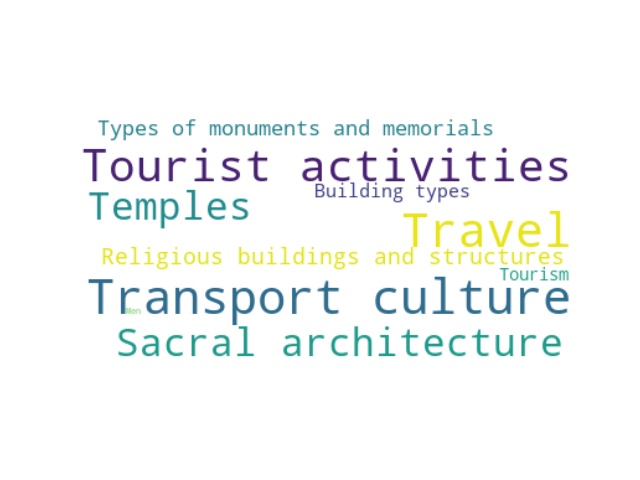 Types of monuments and memorials
Tourist activities
Building types
Temples
Travel
Religious buildings and structures
Tourism
Transport culture
Men
Sacral architecture